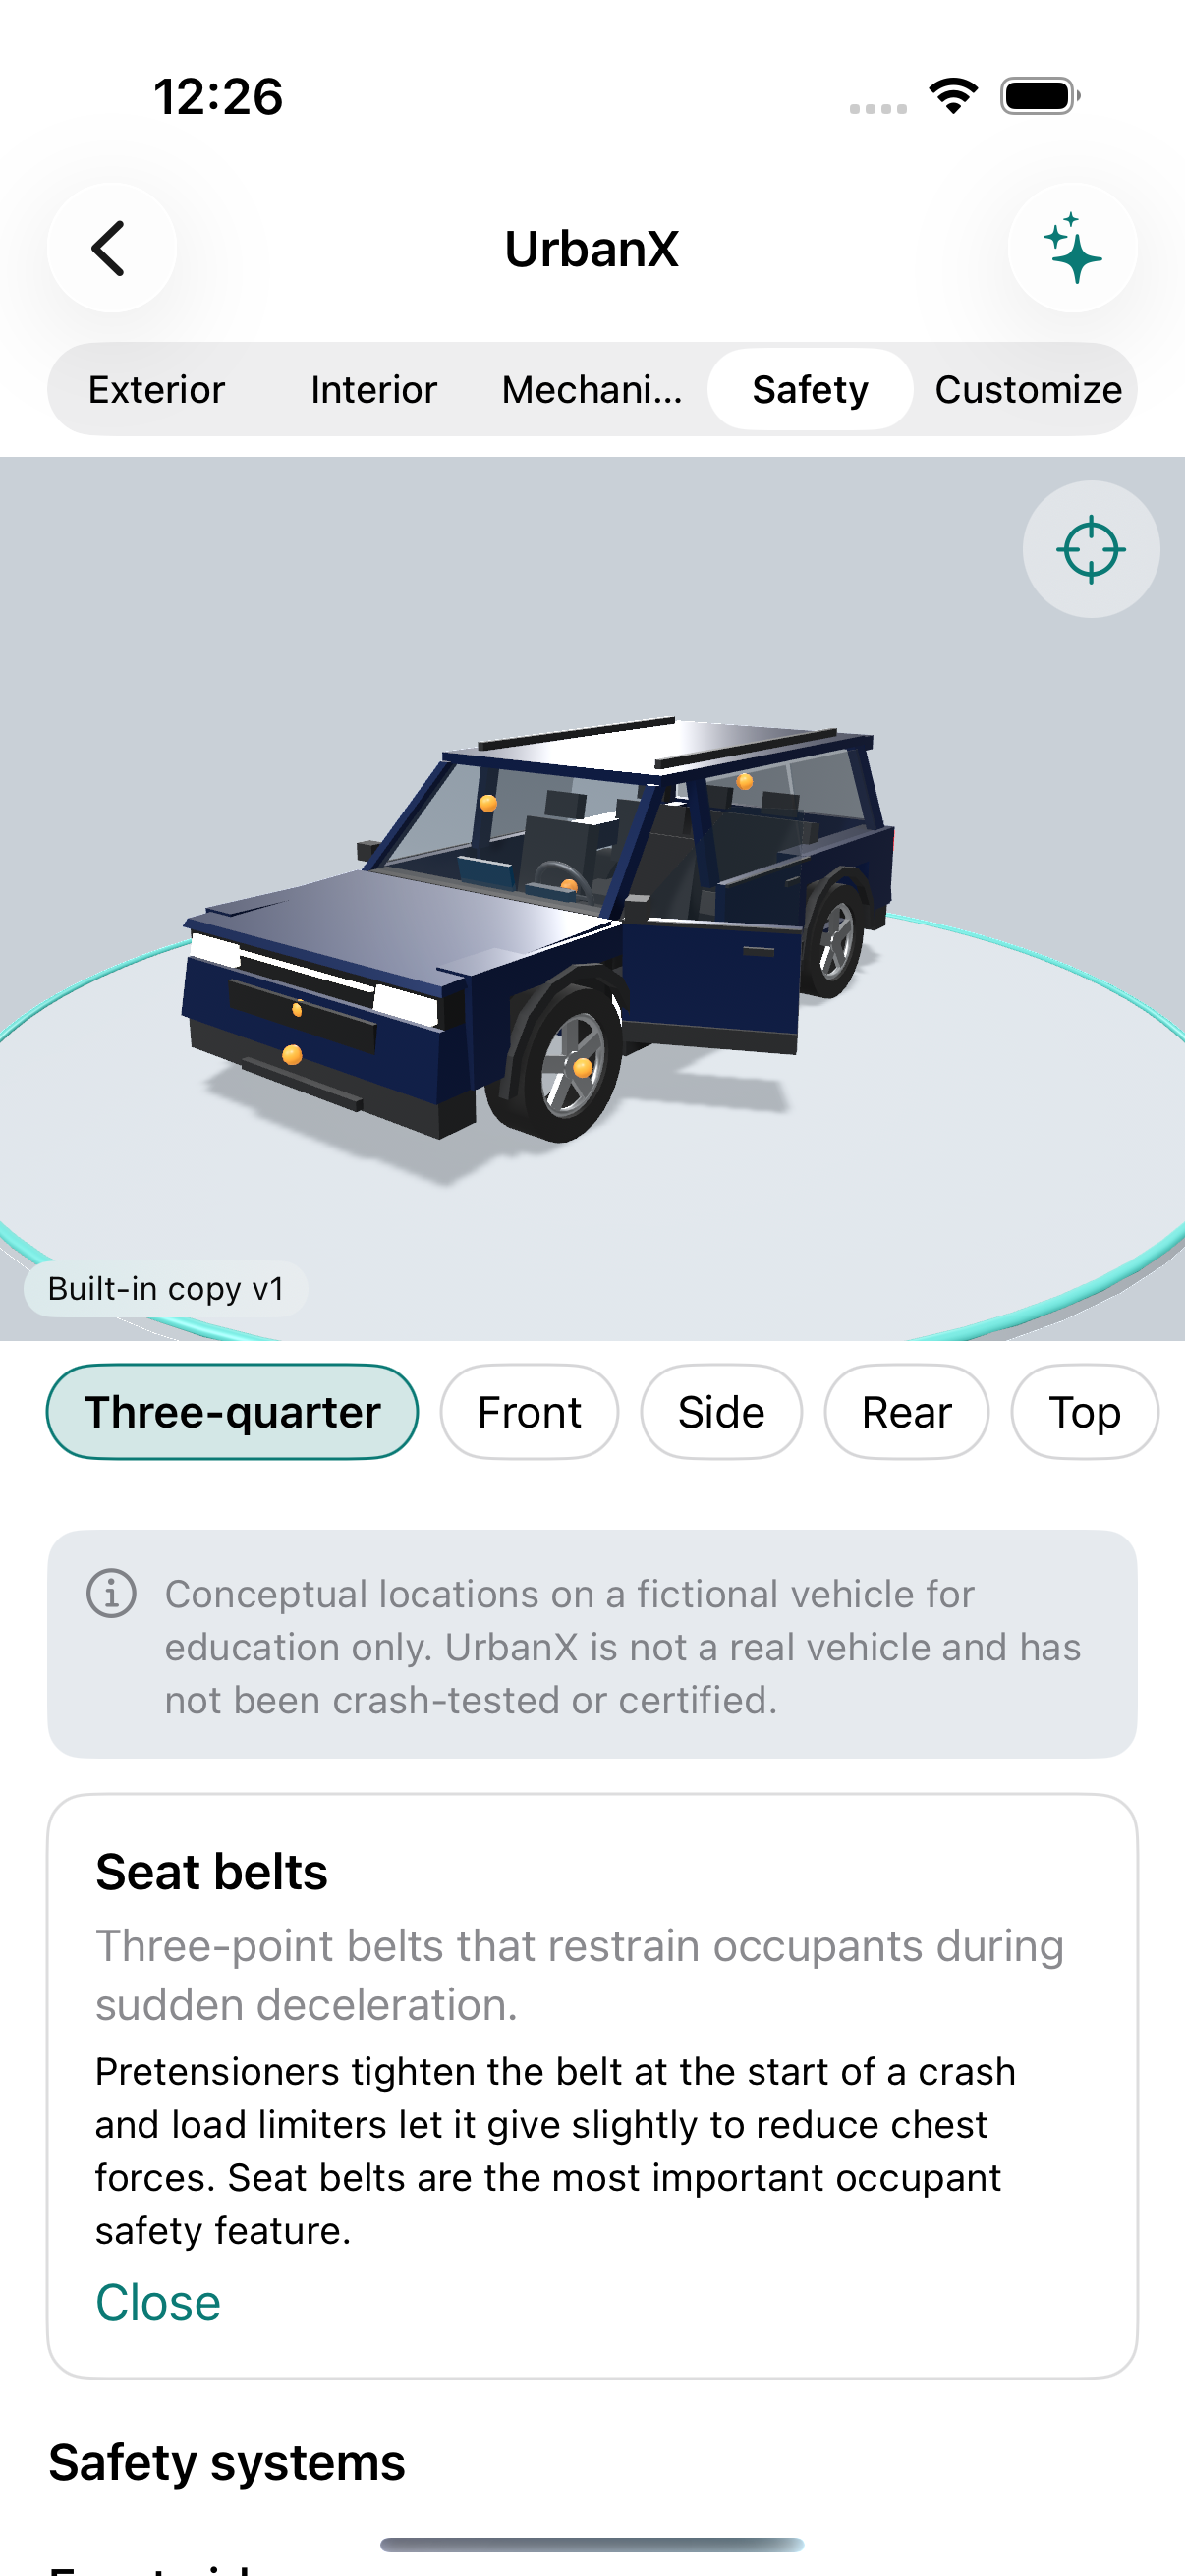 12:26
UrbanX
Exterior Interior Mechani... Safety Customize
Built-in copy v1
Three-quarter Front Side Rear Top
Conceptual locations on a fictional vehicle for
education only. UrbanX is not a real vehicle and has
not been crash-tested or certified.
Seat belts
Three-point belts that restrain occupants during
sudden deceleration.
Pretensioners tighten the belt at the start of a crash
and load limiters let it give slightly to reduce chest
forces. Seat belts are the most important occupant
safety feature.
Close
Safety systems